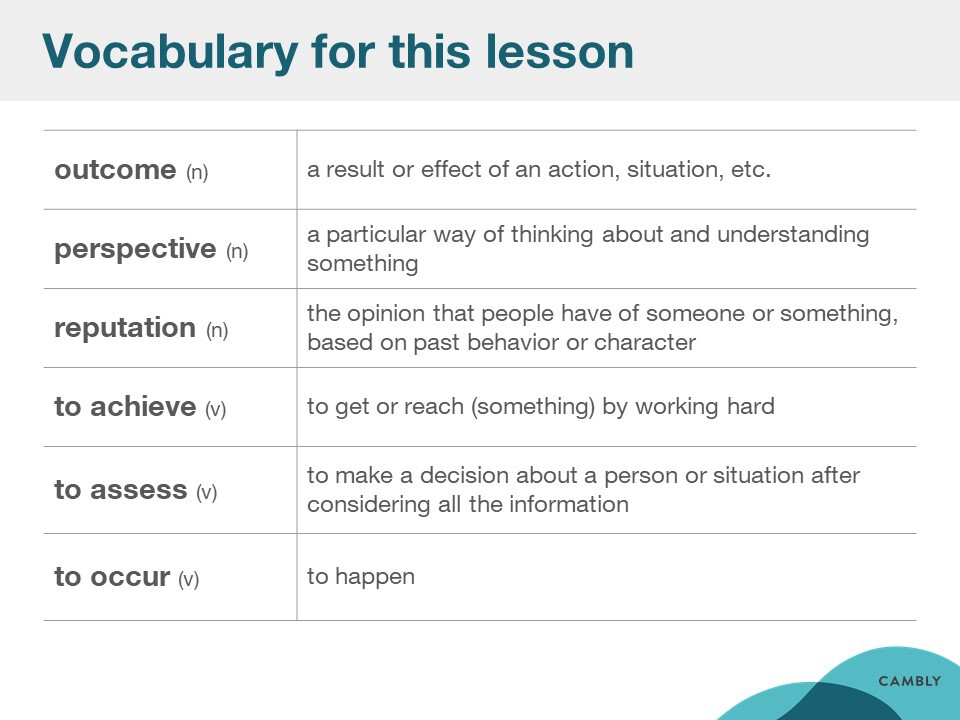 Vocabulary for this lesson
outcome (n)
a result or effect of an action, situation, etc.
perspective (n)
a particular way of thinking about and understanding
something
reputation (n)
the opinion that people have of someone or something,
based on past behavior or character
to achieve (v)
to get or reach (something) by working hard
to assess (v)
to make a decision about a person or situation after
considering all the information
to occur (v)
to happen
CAMBLY